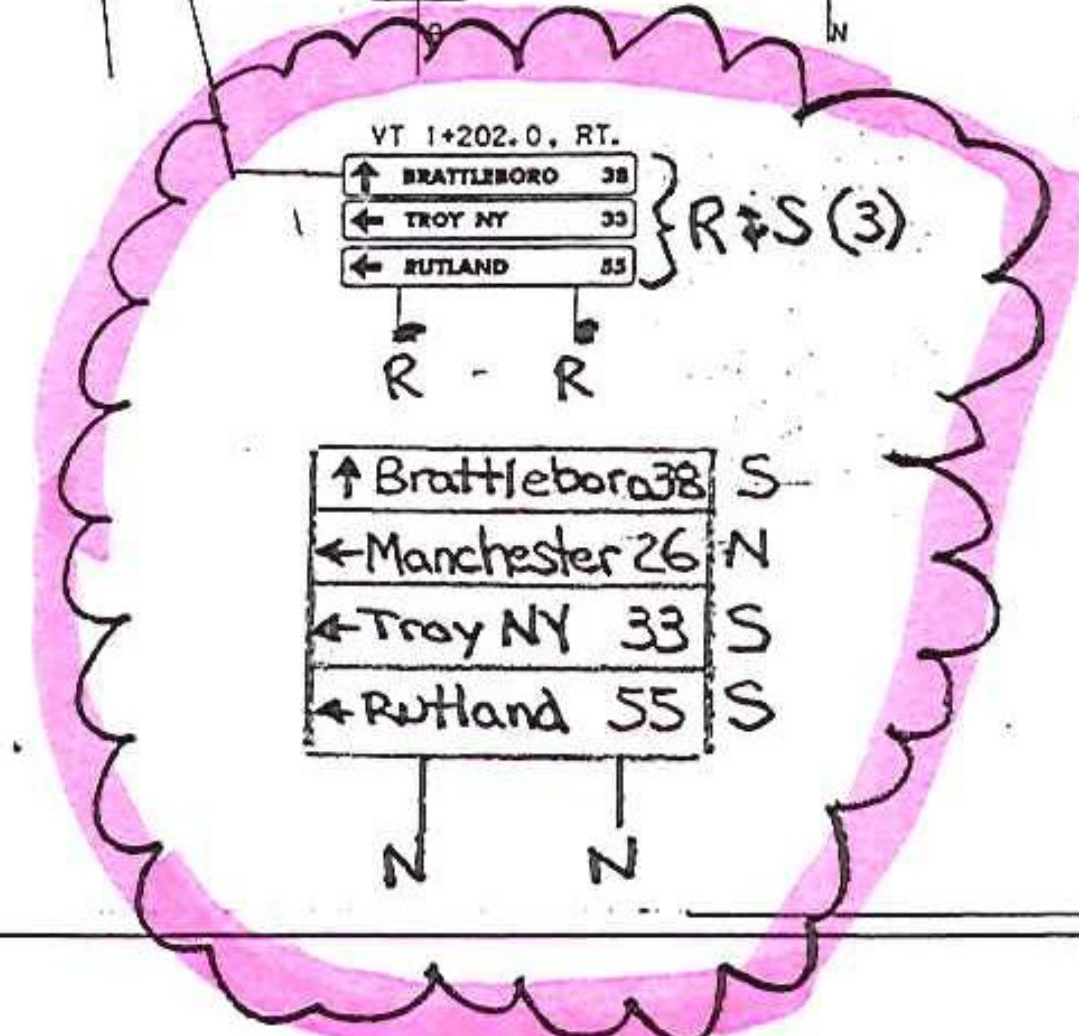 N
VT 1+202.0, RT.
↑ BRATTLEBORO 38
← TROY NY 33
← RUTLAND 55
R & S (3)
R - R
↑ Brattleboro 38 S
← Manchester 26 N
← Troy NY 33 S
← Rutland 55 S
N N